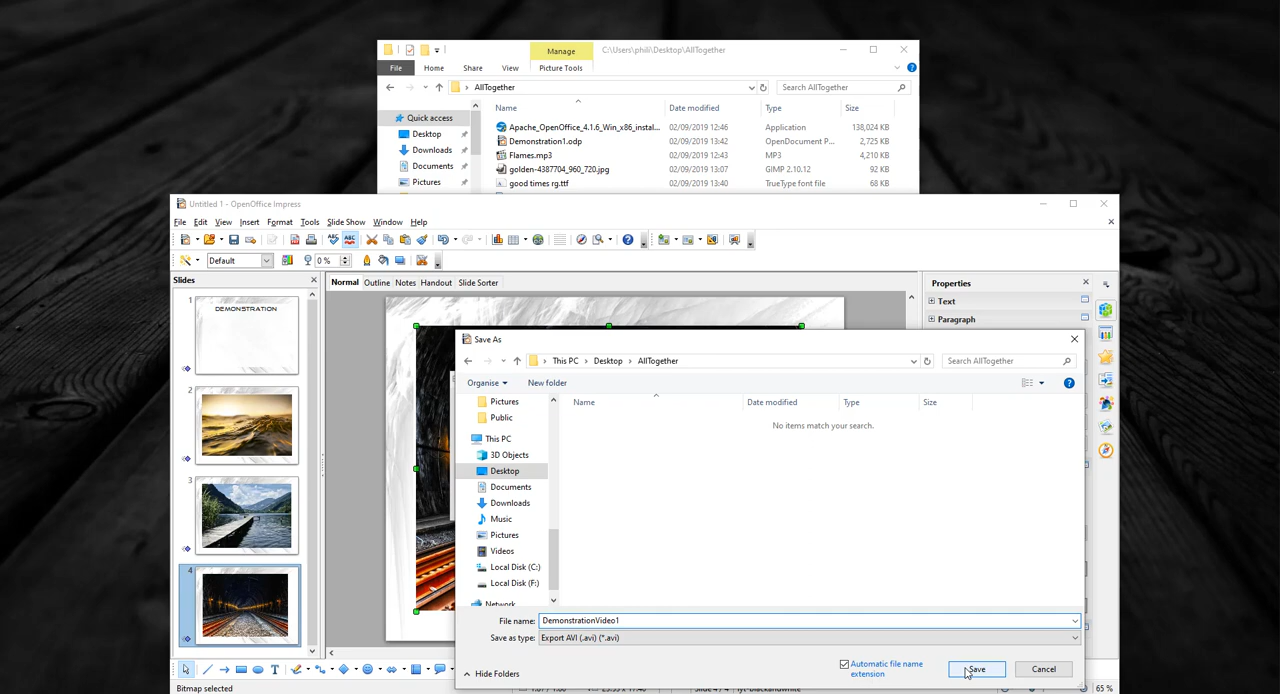 Manage
C:\Users\phili\Desktop\AllTogether
File Home Share View Picture Tools
AllTogether
Search AllTogether
Quick access
Desktop
Downloads
Documents
Pictures
Name Date modified Type Size
Apache_OpenOffice_4.1.6_Win_x86_instal... 02/09/2019 12:46 Application 138,024 KB
Demonstration1.odp 02/09/2019 13:42 OpenDocument P... 2,725 KB
Flames.mp3 02/09/2019 12:43 MP3 4,210 KB
golden-4387704_960_720.jpg 02/09/2019 13:07 GIMP 2.10.12 92 KB
good times rg.ttf 02/09/2019 13:40 TrueType font file 68 KB
Untitled 1 - OpenOffice Impress
File Edit View Insert Format Tools Slide Show Window Help
Default
0 %
Slides
1
DEMONSTRATION
2
3
4
Normal Outline Notes Handout Slide Sorter
Properties
Text
Paragraph
Save As
This PC Desktop AllTogether
Search AllTogether
Organise New folder
Pictures
Public
This PC
3D Objects
Desktop
Documents
Downloads
Music
Pictures
Videos
Local Disk (C:)
Local Disk (F:)
Network
Name Date modified Type Size
No items match your search.
File name: DemonstrationVideo1
Save as type: Export AVI (.avi) (*.avi)
Hide Folders
Automatic file name
extension
Save
Cancel
Bitmap selected
65 %